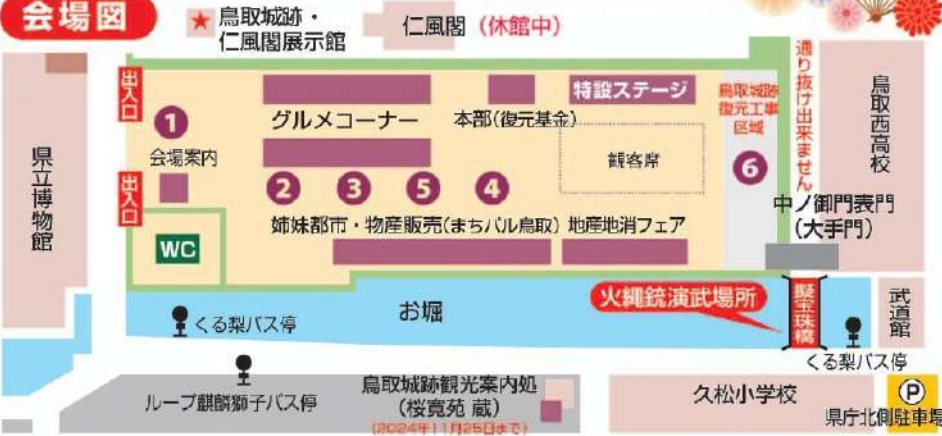 会場図
★ 鳥取城跡・
仁風閣展示館
仁風閣 (休館中)
出入口
1
会場案内
出入口
WC
県立博物館
グルメコーナー
本部(復元基金)
特設ステージ
観客席
鳥取城跡
復元工事
区域
6
通り抜け出来ません
鳥取西高校
2
3
5
4
姉妹都市・物産販売(まちパル鳥取)
地産地消フェア
中ノ御門表門
(大手門)
お堀
火縄銃演武場所
擬宝珠橋
武道館
くる梨バス停
くる梨バス停
ループ麒麟獅子バス停
鳥取城跡観光案内処
(桜寛苑 蔵)
(2024年11月25日まで)
久松小学校
P
県庁北側駐車場